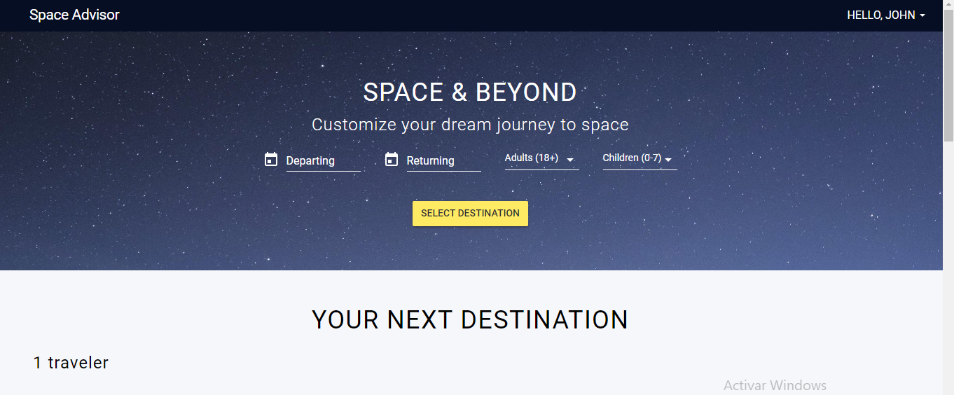 Space Advisor
HELLO, JOHN
SPACE & BEYOND
Customize your dream journey to space
Departing
Returning
Adults (18+)
Children (0-7)
SELECT DESTINATION
YOUR NEXT DESTINATION
1 traveler
Activar Windows